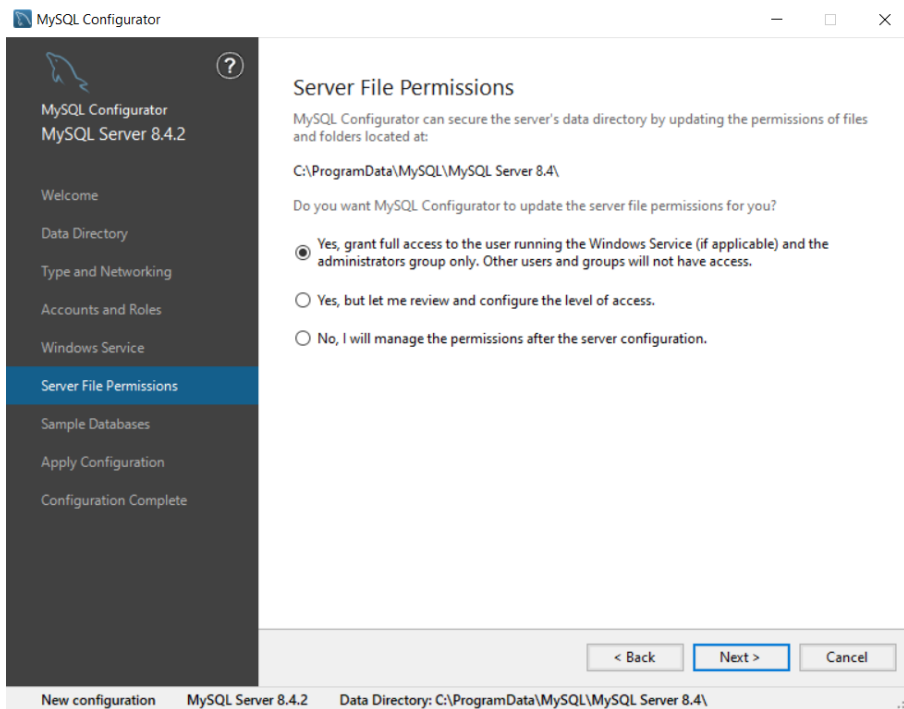 MySQL Configurator
MySQL Configurator
MySQL Server 8.4.2
Welcome
Data Directory
Type and Networking
Accounts and Roles
Windows Service
Server File Permissions
Sample Databases
Apply Configuration
Configuration Complete
?
Server File Permissions
MySQL Configurator can secure the server's data directory by updating the permissions of files
and folders located at:
C:\ProgramData\MySQL\MySQL Server 8.4\
Do you want MySQL Configurator to update the server file permissions for you?
Yes, grant full access to the user running the Windows Service (if applicable) and the
administrators group only. Other users and groups will not have access.
Yes, but let me review and configure the level of access.
No, I will manage the permissions after the server configuration.
< Back
Next >
Cancel
New configuration
MySQL Server 8.4.2
Data Directory: C:\ProgramData\MySQL\MySQL Server 8.4\